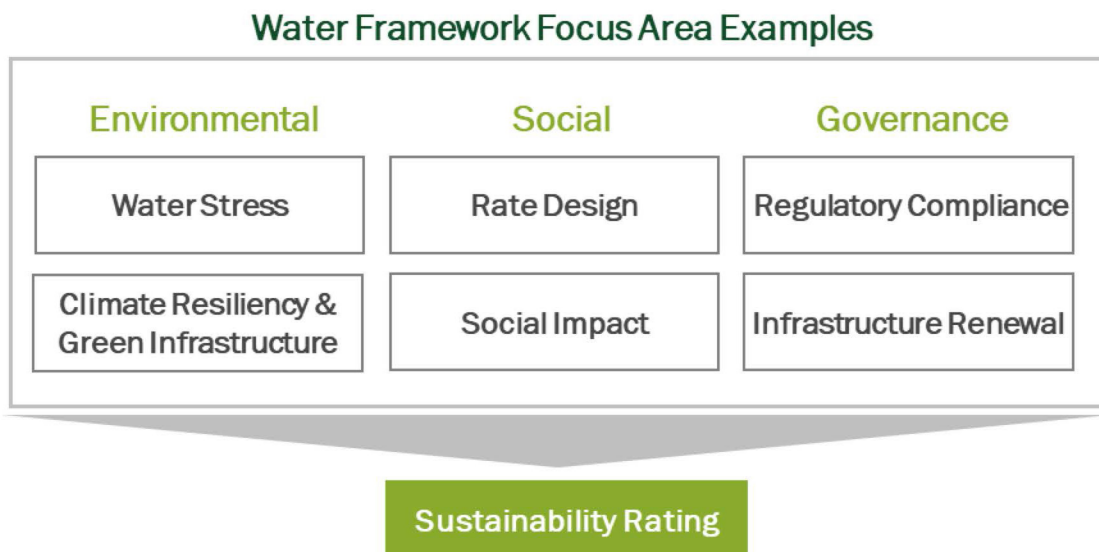 Water Framework Focus Area Examples
Environmental
Social
Governance
Water Stress
Rate Design
Regulatory Compliance
Climate Resiliency &
Green Infrastructure
Social Impact
Infrastructure Renewal
Sustainability Rating